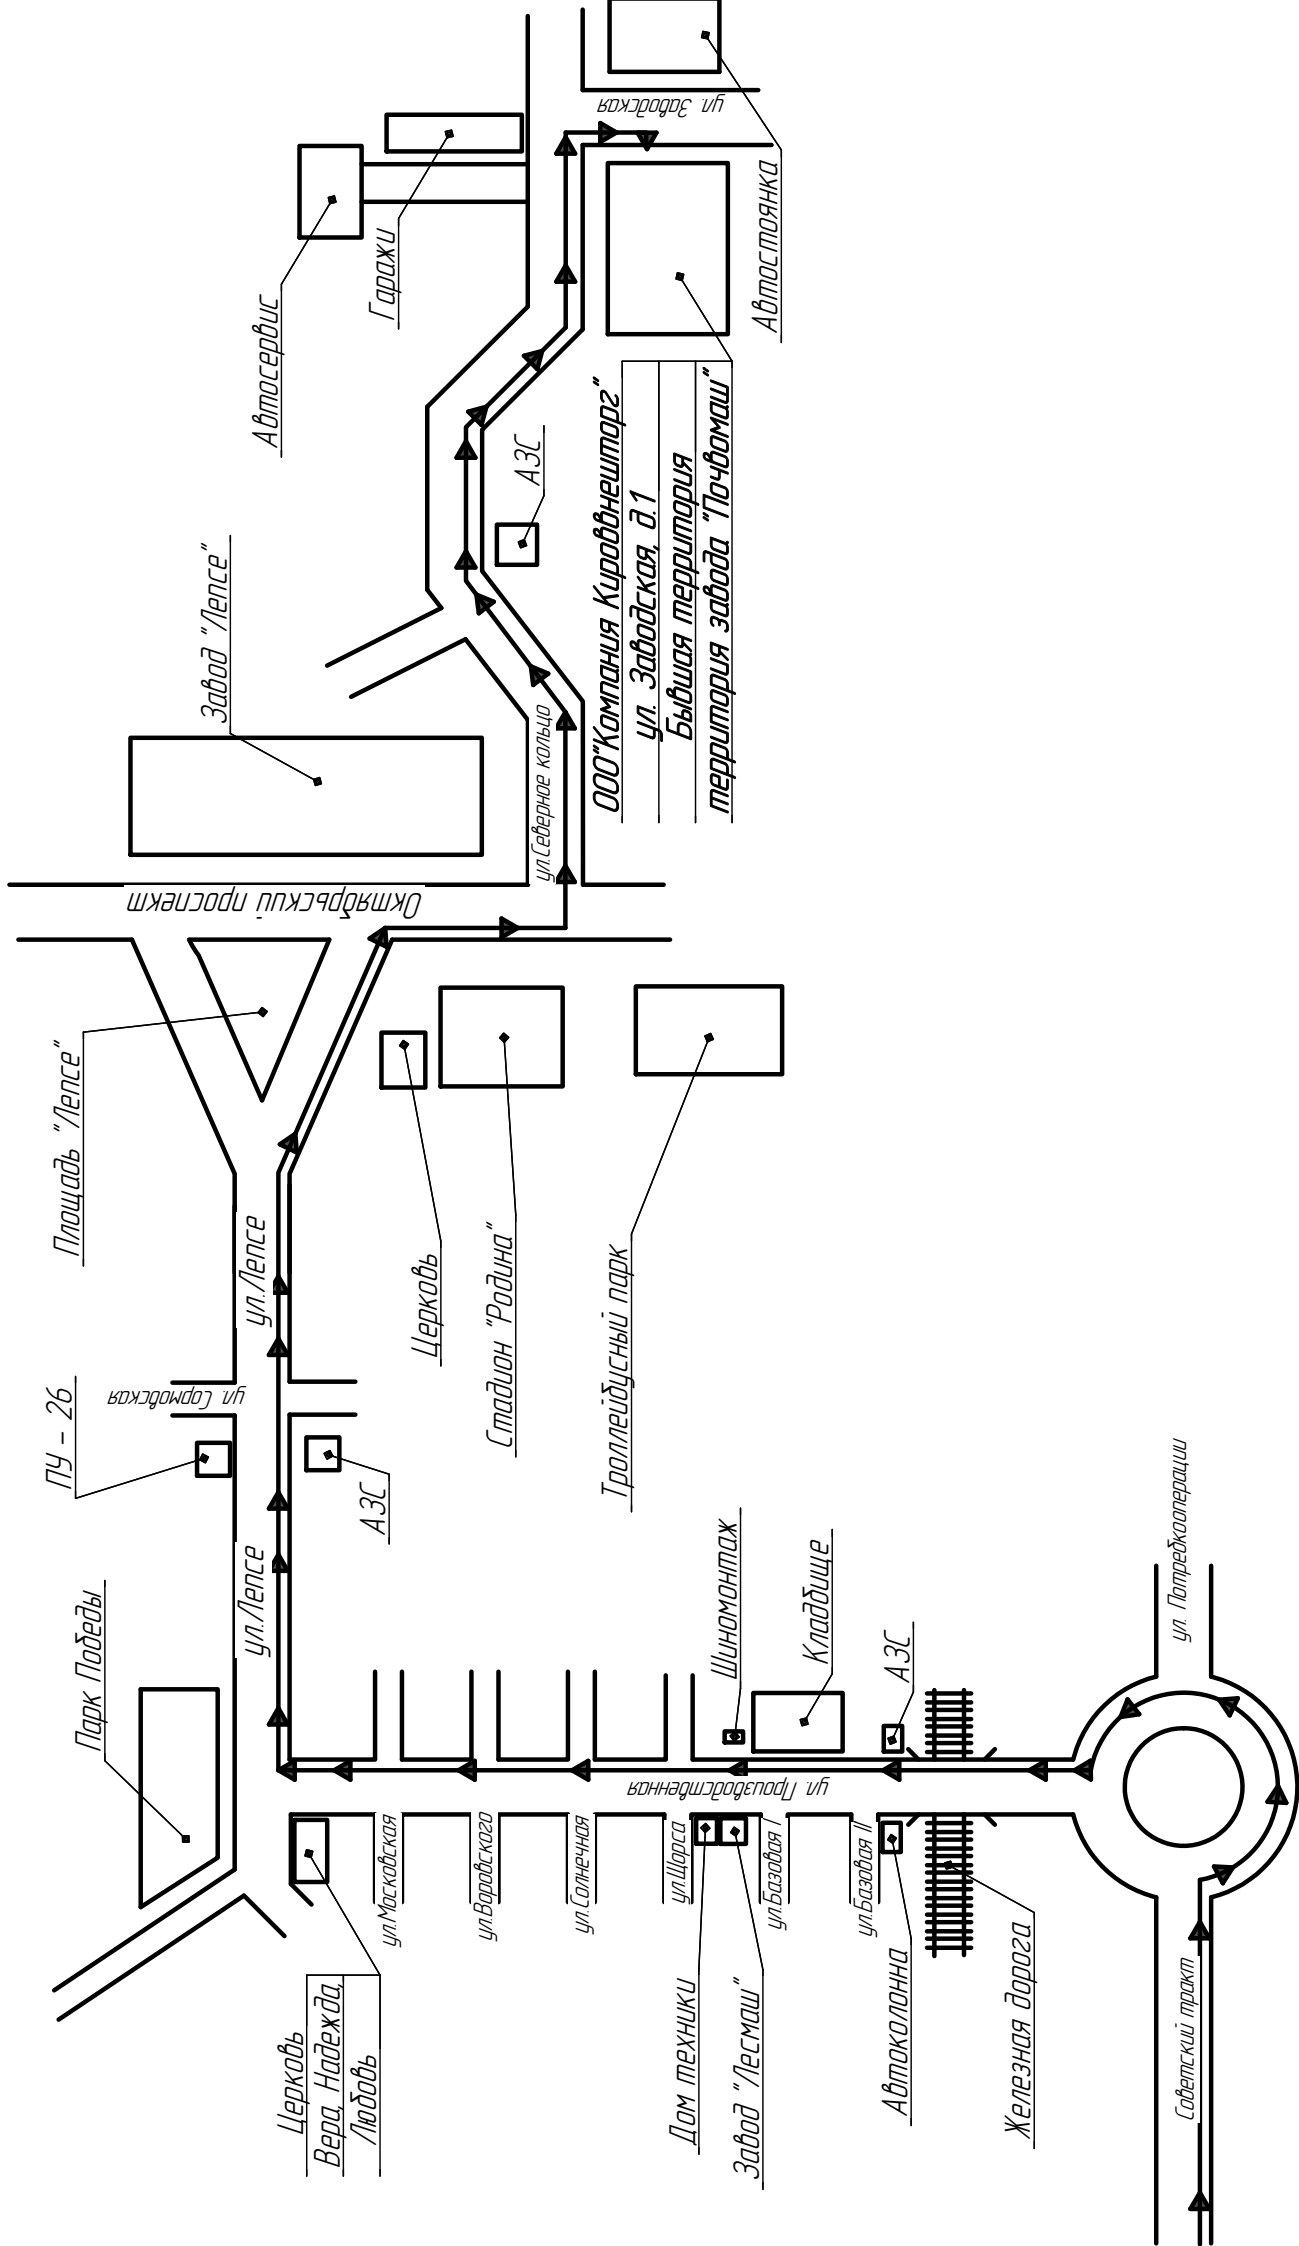 Церковь
Вера, Надежда,
Любовь
Парк Победы
ПУ - 26
Площадь "Лепсе"
Завод "Лепсе"
Автосервис
Гаражи
ул. Сормовская
Октябрьский проспект
ул.Лепсе
ул.Лепсе
АЗС
Церковь
Стадион "Родина"
Троллейбусный парк
ул.Северное кольцо
АЗС
ул. Заводская
ООО"Компания Кироввнешторг"
ул. Заводская, д.1
Бывшая территория
территория завода "Почвомаш"
Автостоянка
ул.Московская
ул.Воровского
ул.Солнечная
ул.Щорса
ул.Базовая I
ул.Базовая II
ул. Производственная
Дом техники
Завод "Лесмаш"
Автоколонна
Железная дорога
Шиномонтаж
Кладбище
АЗС
Советский тракт
ул. Потребкооперации